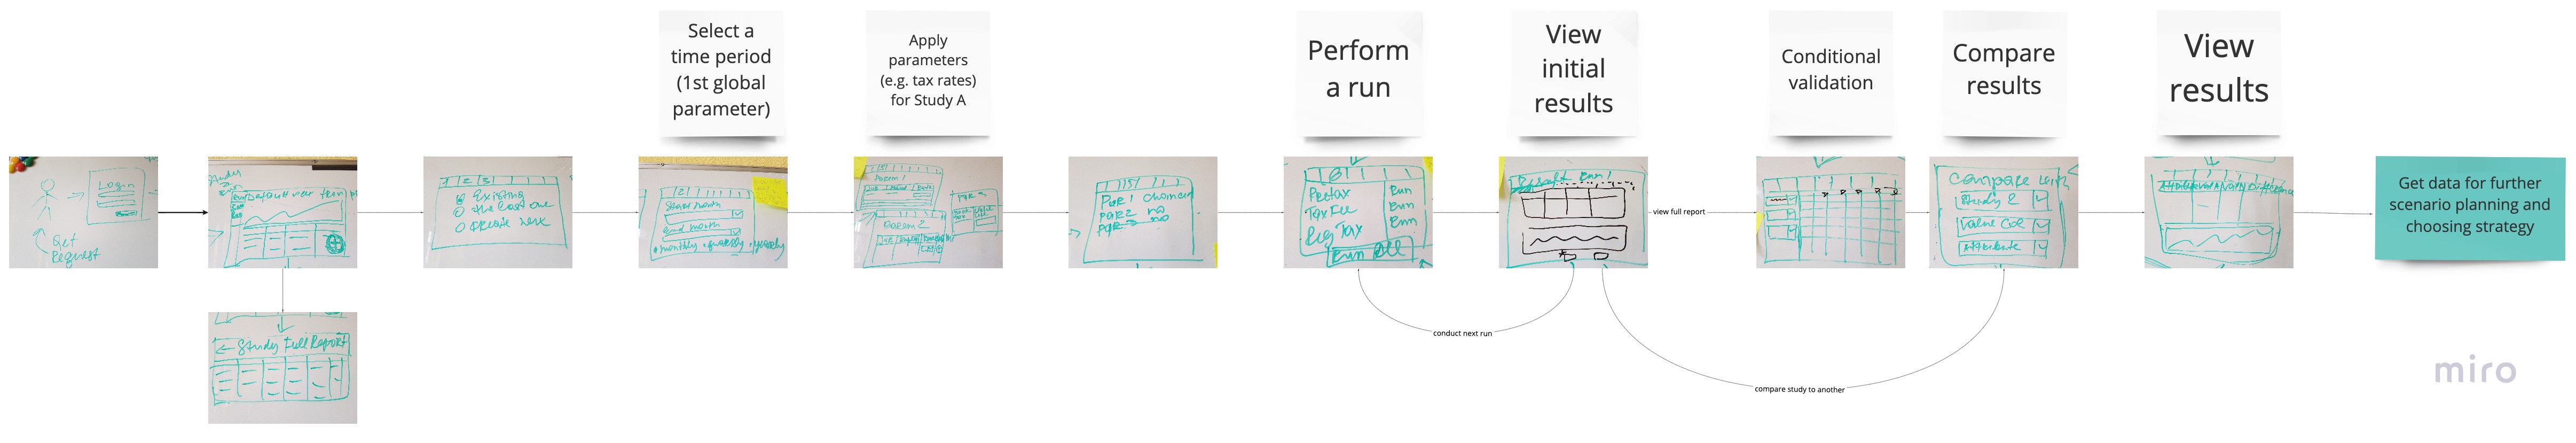 Select a
time period
(1st global
parameter)
Apply
parameters
(e.g. tax rates)
for Study A
Perform
a run
View
initial
results
Conditional
validation
Compare
results
View
results
Login
Get
Request
Default view
Existing
the last one
create new
Start month
End month
monthly • quarterly • yearly
Param 1
Param 2
Par 1 changed
par 2 no
par 3 no
Pretax
Tax Fee
Reg Tax
Run
Run
Run
Run all
Result Run 1
view full report
Compare with
Study 2
Value Col
Attribute
Get data for further
scenario planning and
choosing strategy
Study Full Report
conduct next run
compare study to another
miro